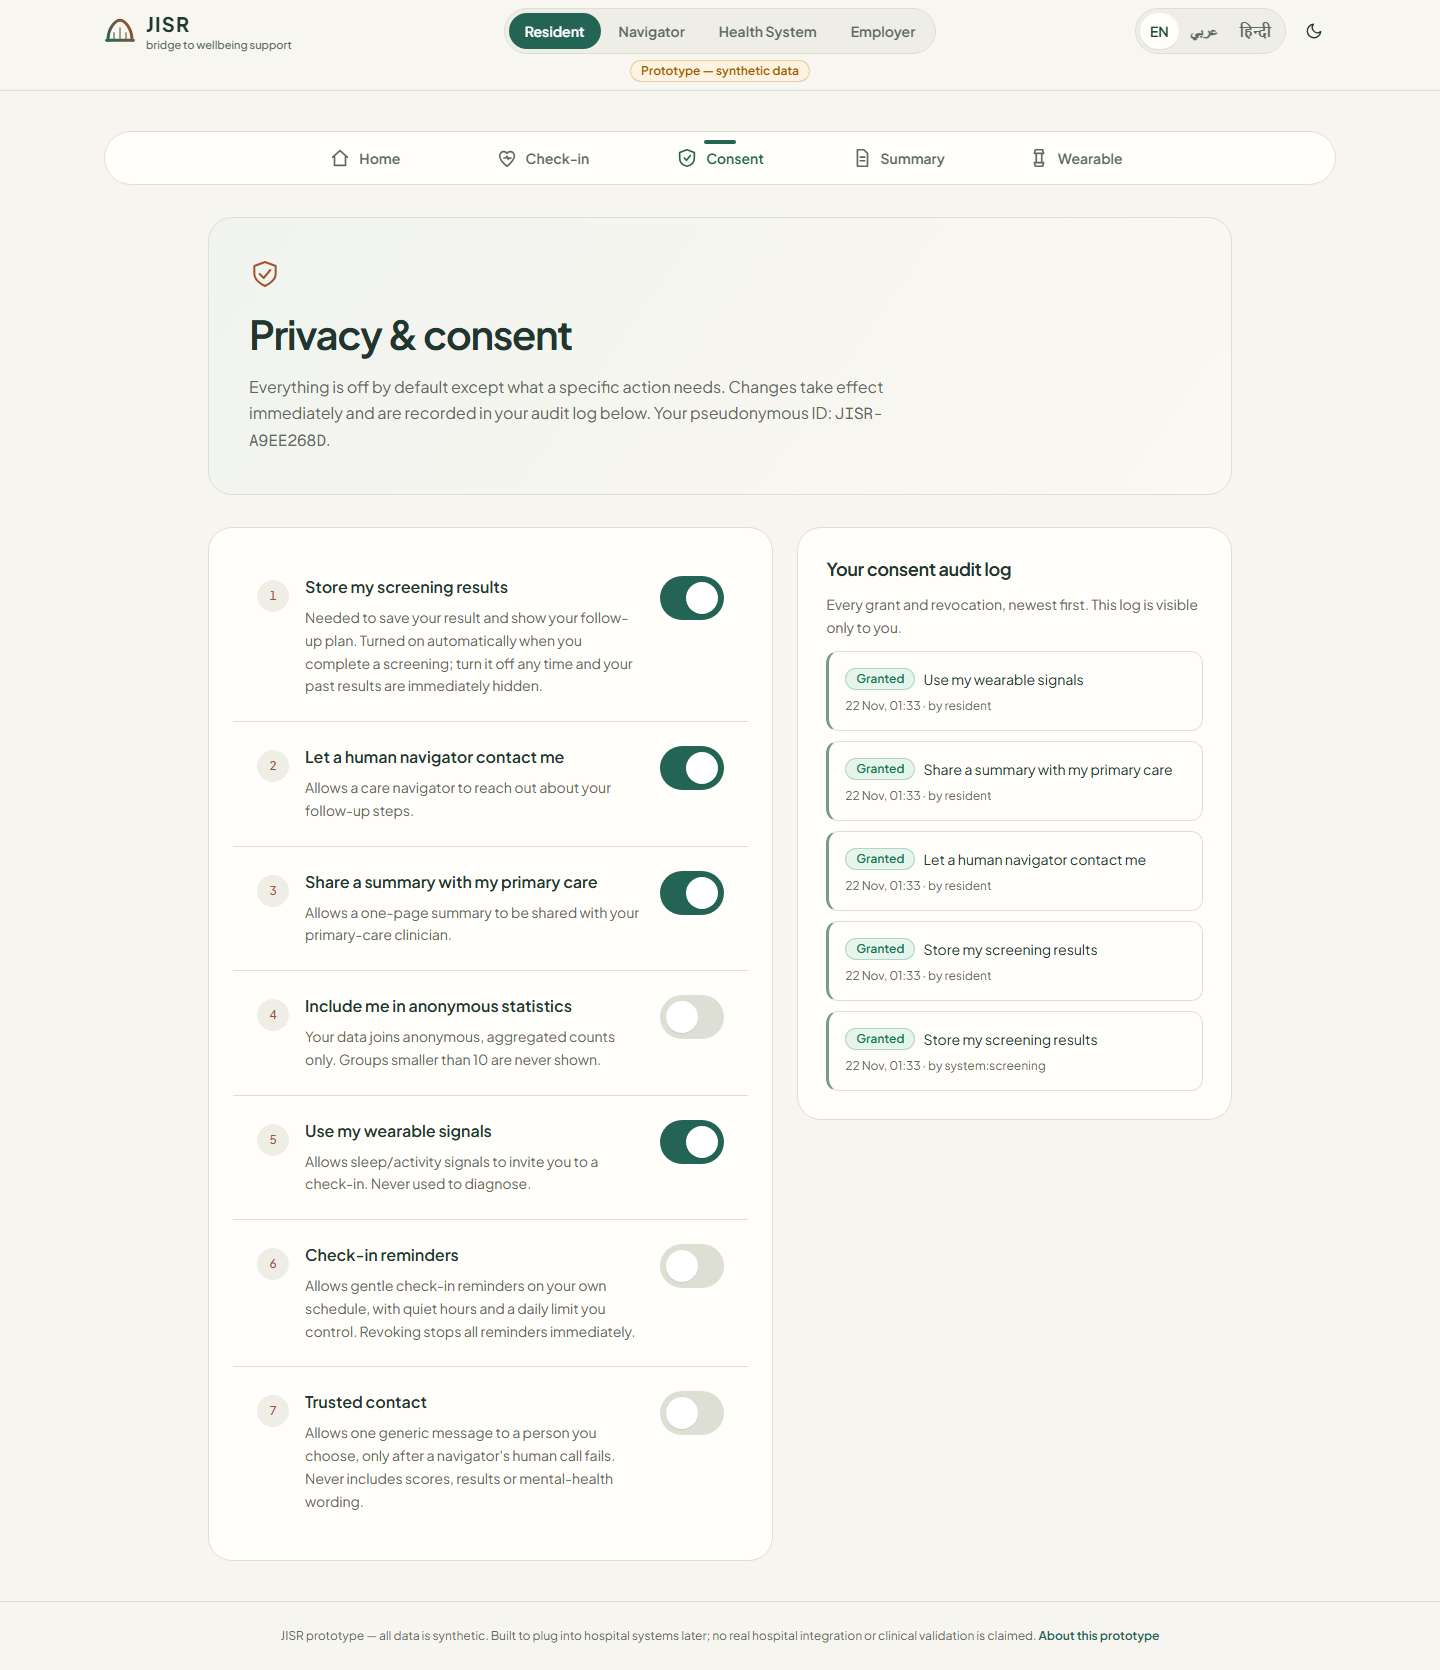 JISR
bridge to wellbeing support
Resident
Navigator
Health System
Employer
Prototype — synthetic data
EN
عربي
हिन्दी
Home
Check-in
Consent
Summary
Wearable
Privacy & consent
Everything is off by default except what a specific action needs. Changes take effect
immediately and are recorded in your audit log below. Your pseudonymous ID: JISR-
A9EE268D.
1
Store my screening results
Needed to save your result and show your follow-
up plan. Turned on automatically when you
complete a screening; turn it off any time and your
past results are immediately hidden.
2
Let a human navigator contact me
Allows a care navigator to reach out about your
follow-up steps.
3
Share a summary with my primary care
Allows a one-page summary to be shared with your
primary-care clinician.
4
Include me in anonymous statistics
Your data joins anonymous, aggregated counts
only. Groups smaller than 10 are never shown.
5
Use my wearable signals
Allows sleep/activity signals to invite you to a
check-in. Never used to diagnose.
6
Check-in reminders
Allows gentle check-in reminders on your own
schedule, with quiet hours and a daily limit you
control. Revoking stops all reminders immediately.
7
Trusted contact
Allows one generic message to a person you
choose, only after a navigator's human call fails.
Never includes scores, results or mental-health
wording.
Your consent audit log
Every grant and revocation, newest first. This log is visible
only to you.
Granted Use my wearable signals
22 Nov, 01:33 · by resident
Granted Share a summary with my primary care
22 Nov, 01:33 · by resident
Granted Let a human navigator contact me
22 Nov, 01:33 · by resident
Granted Store my screening results
22 Nov, 01:33 · by resident
Granted Store my screening results
22 Nov, 01:33 · by system:screening
JISR prototype — all data is synthetic. Built to plug into hospital systems later; no real hospital integration or clinical validation is claimed. About this prototype